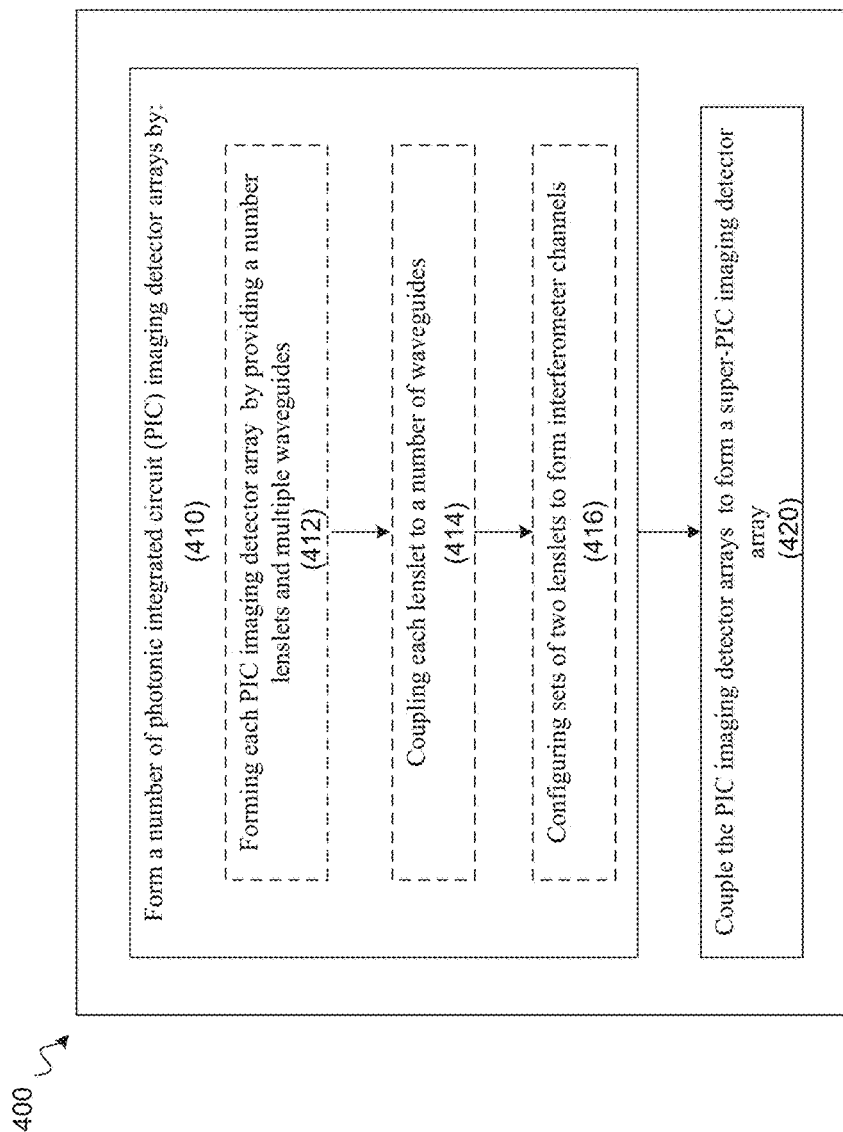 400
Form a number of photonic integrated circuit (PIC) imaging detector arrays by:
(410)
Forming each PIC imaging detector array by providing a number
lenslets and multiple waveguides
(412)
Coupling each lenslet to a number of waveguides
(414)
Configuring sets of two lenslets to form interferometer channels
(416)
Couple the PIC imaging detector arrays to form a super-PIC imaging detector
array
(420)